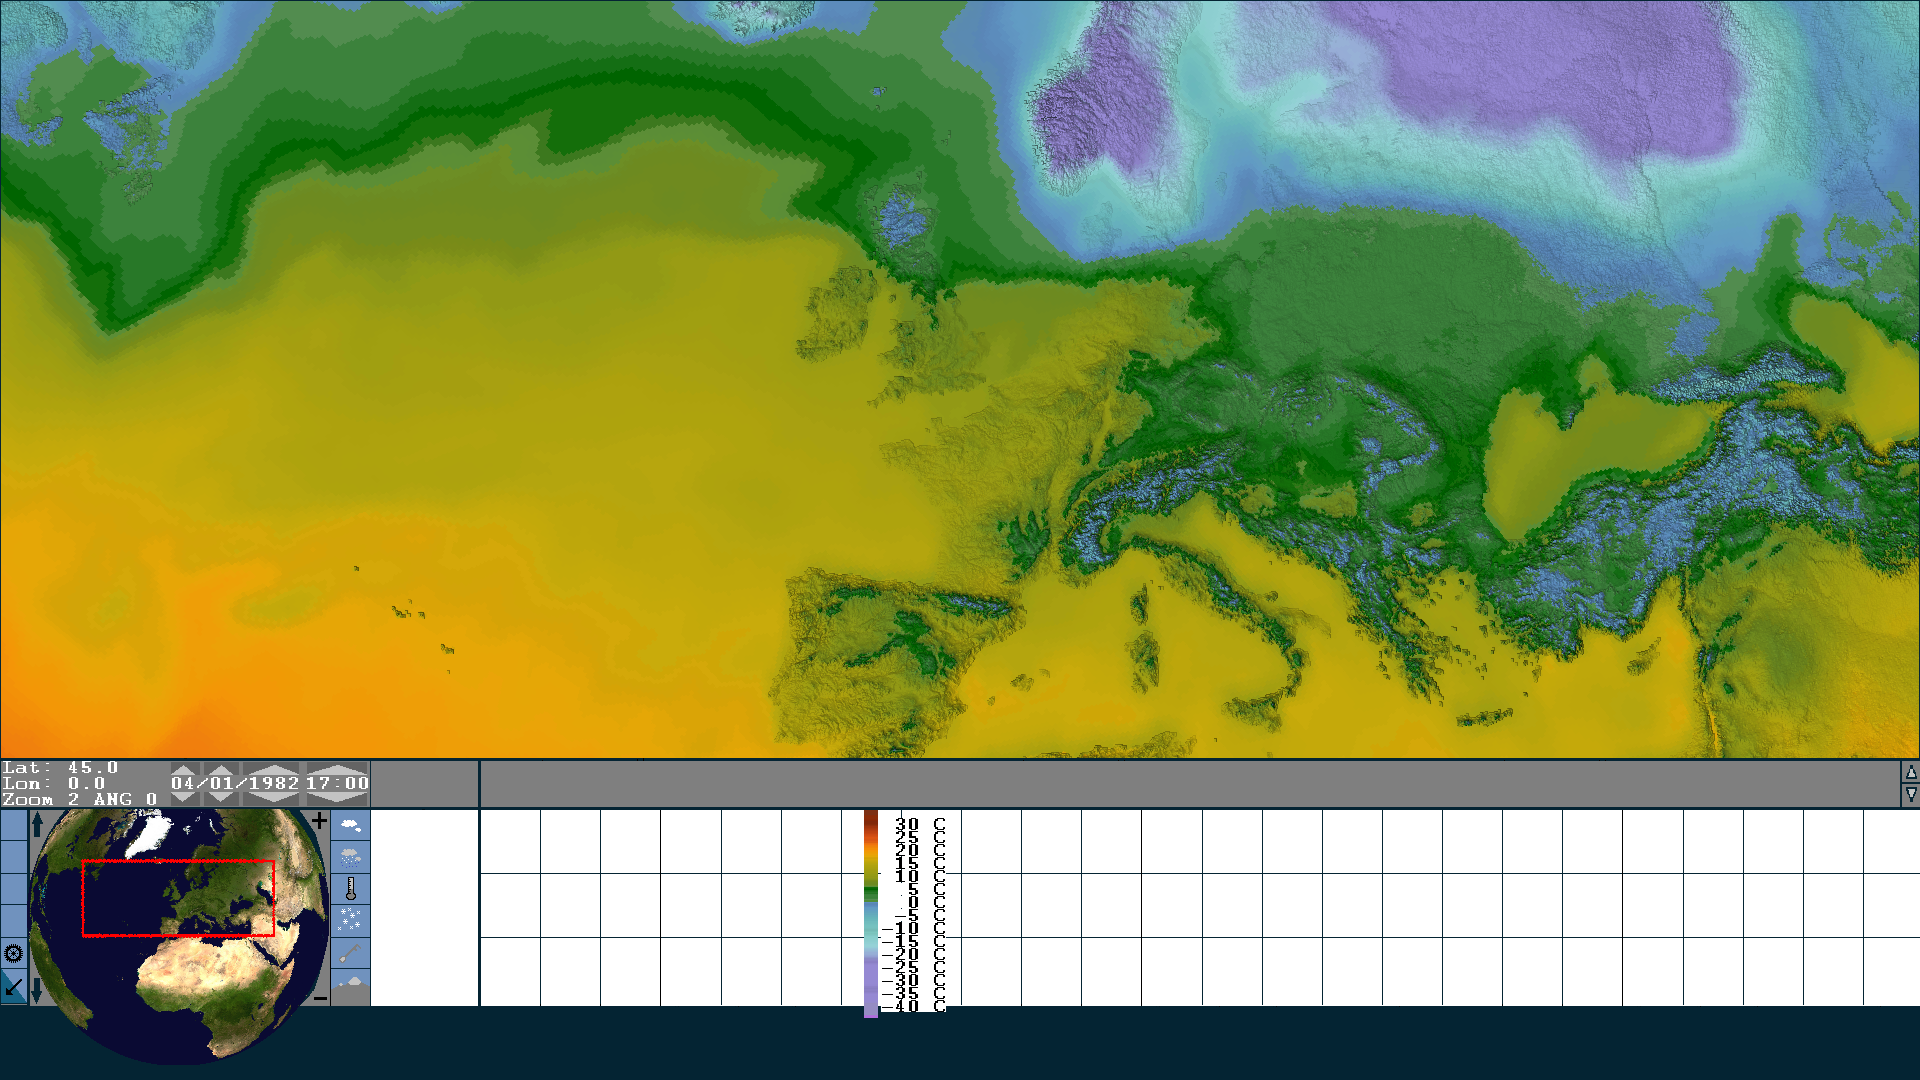 Lat: 45.0
Lon: 0.0
Zoom 2 ANG 0
04/01/1982 17:00
+
−
30 C
25 C
20 C
15 C
10 C
5 C
0 C
−5 C
−10 C
−15 C
−20 C
−25 C
−30 C
−35 C
−40 C